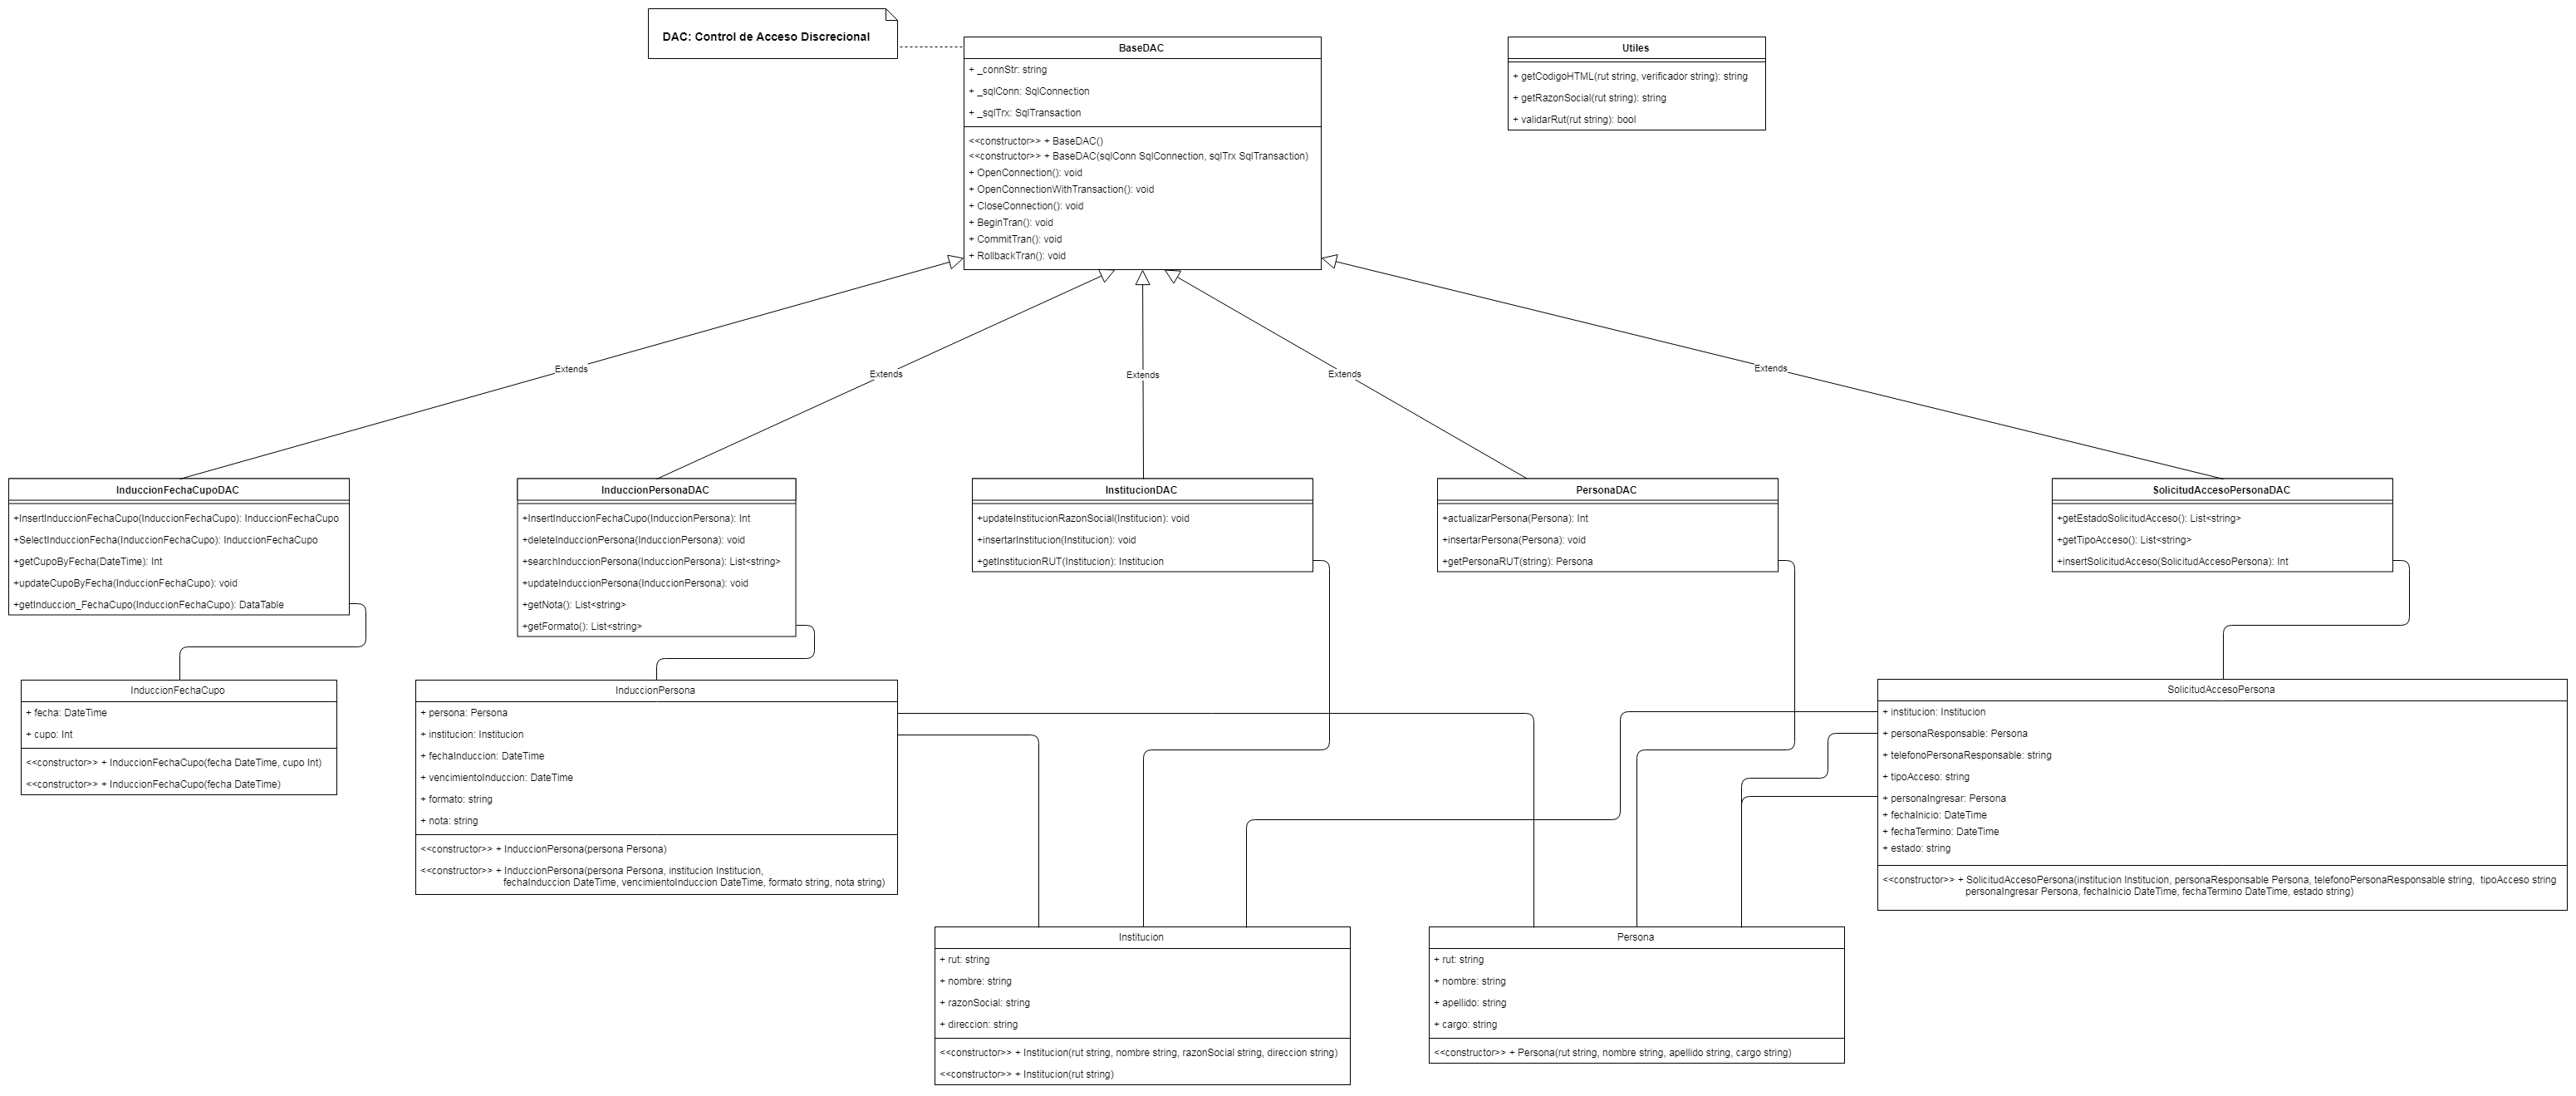 DAC: Control de Acceso Discrecional
BaseDAC
+ _connStr: string
+ _sqlConn: SqlConnection
+ _sqlTrx: SqlTransaction
<<constructor>> + BaseDAC()
<<constructor>> + BaseDAC(sqlConn SqlConnection, sqlTrx SqlTransaction)
+ OpenConnection(): void
+ OpenConnectionWithTransaction(): void
+ CloseConnection(): void
+ BeginTran(): void
+ CommitTran(): void
+ RollbackTran(): void
Utiles
+ getCodigoHTML(rut string, verificador string): string
+ getRazonSocial(rut string): string
+ validarRut(rut string): bool
Extends
Extends
Extends
Extends
Extends
InduccionFechaCupoDAC
+InsertInduccionFechaCupo(InduccionFechaCupo): InduccionFechaCupo
+SelectInduccionFecha(InduccionFechaCupo): InduccionFechaCupo
+getCupoByFecha(DateTime): Int
+updateCupoByFecha(InduccionFechaCupo): void
+getInduccion_FechaCupo(InduccionFechaCupo): DataTable
InduccionPersonaDAC
+InsertInduccionFechaCupo(InduccionPersona): Int
+deleteInduccionPersona(InduccionPersona): void
+searchInduccionPersona(InduccionPersona): List<string>
+updateInduccionPersona(InduccionPersona): void
+getNota(): List<string>
+getFormato(): List<string>
InstitucionDAC
+updateInstitucionRazonSocial(Institucion): void
+insertarInstitucion(Institucion): void
+getInstitucionRUT(Institucion): Institucion
PersonaDAC
+actualizarPersona(Persona): Int
+insertarPersona(Persona): void
+getPersonaRUT(string): Persona
SolicitudAccesoPersonaDAC
+getEstadoSolicitudAcceso(): List<string>
+getTipoAcceso(): List<string>
+insertSolicitudAcceso(SolicitudAccesoPersona): Int
InduccionFechaCupo
+ fecha: DateTime
+ cupo: Int
<<constructor>> + InduccionFechaCupo(fecha DateTime, cupo Int)
<<constructor>> + InduccionFechaCupo(fecha DateTime)
InduccionPersona
+ persona: Persona
+ institucion: Institucion
+ fechaInduccion: DateTime
+ vencimientoInduccion: DateTime
+ formato: string
+ nota: string
<<constructor>> + InduccionPersona(persona Persona)
<<constructor>> + InduccionPersona(persona Persona, institucion Institucion,
fechaInduccion DateTime, vencimientoInduccion DateTime, formato string, nota string)
SolicitudAccesoPersona
+ institucion: Institucion
+ personaResponsable: Persona
+ telefonoPersonaResponsable: string
+ tipoAcceso: string
+ personaIngresar: Persona
+ fechaInicio: DateTime
+ fechaTermino: DateTime
+ estado: string
<<constructor>> + SolicitudAccesoPersona(institucion Institucion, personaResponsable Persona, telefonoPersonaResponsable string, tipoAcceso string
personaIngresar Persona, fechaInicio DateTime, fechaTermino DateTime, estado string)
Institucion
+ rut: string
+ nombre: string
+ razonSocial: string
+ direccion: string
<<constructor>> + Institucion(rut string, nombre string, razonSocial string, direccion string)
<<constructor>> + Institucion(rut string)
Persona
+ rut: string
+ nombre: string
+ apellido: string
+ cargo: string
<<constructor>> + Persona(rut string, nombre string, apellido string, cargo string)